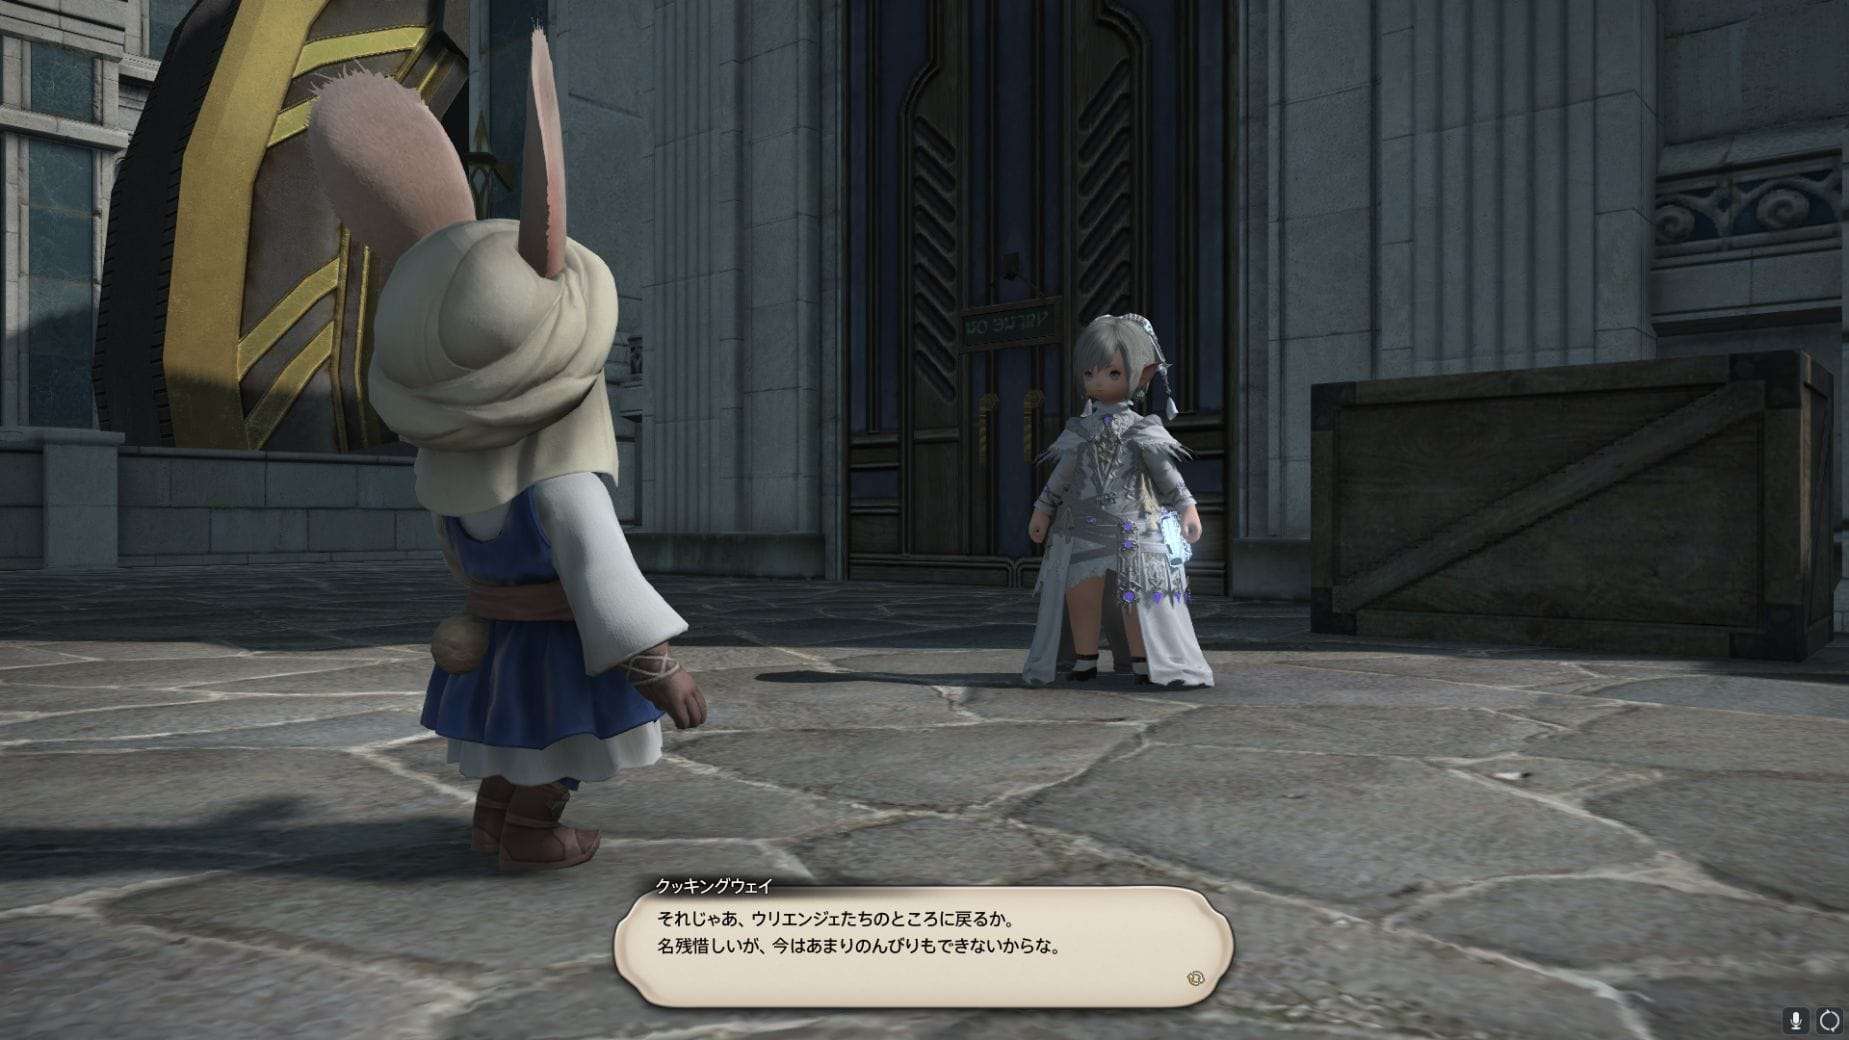 NO ENTRY
クッキングウェイ
それじゃあ、ウリエンジェたちのところに戻るか。
名残惜しいが、今はあまりのんびりもできないからな。